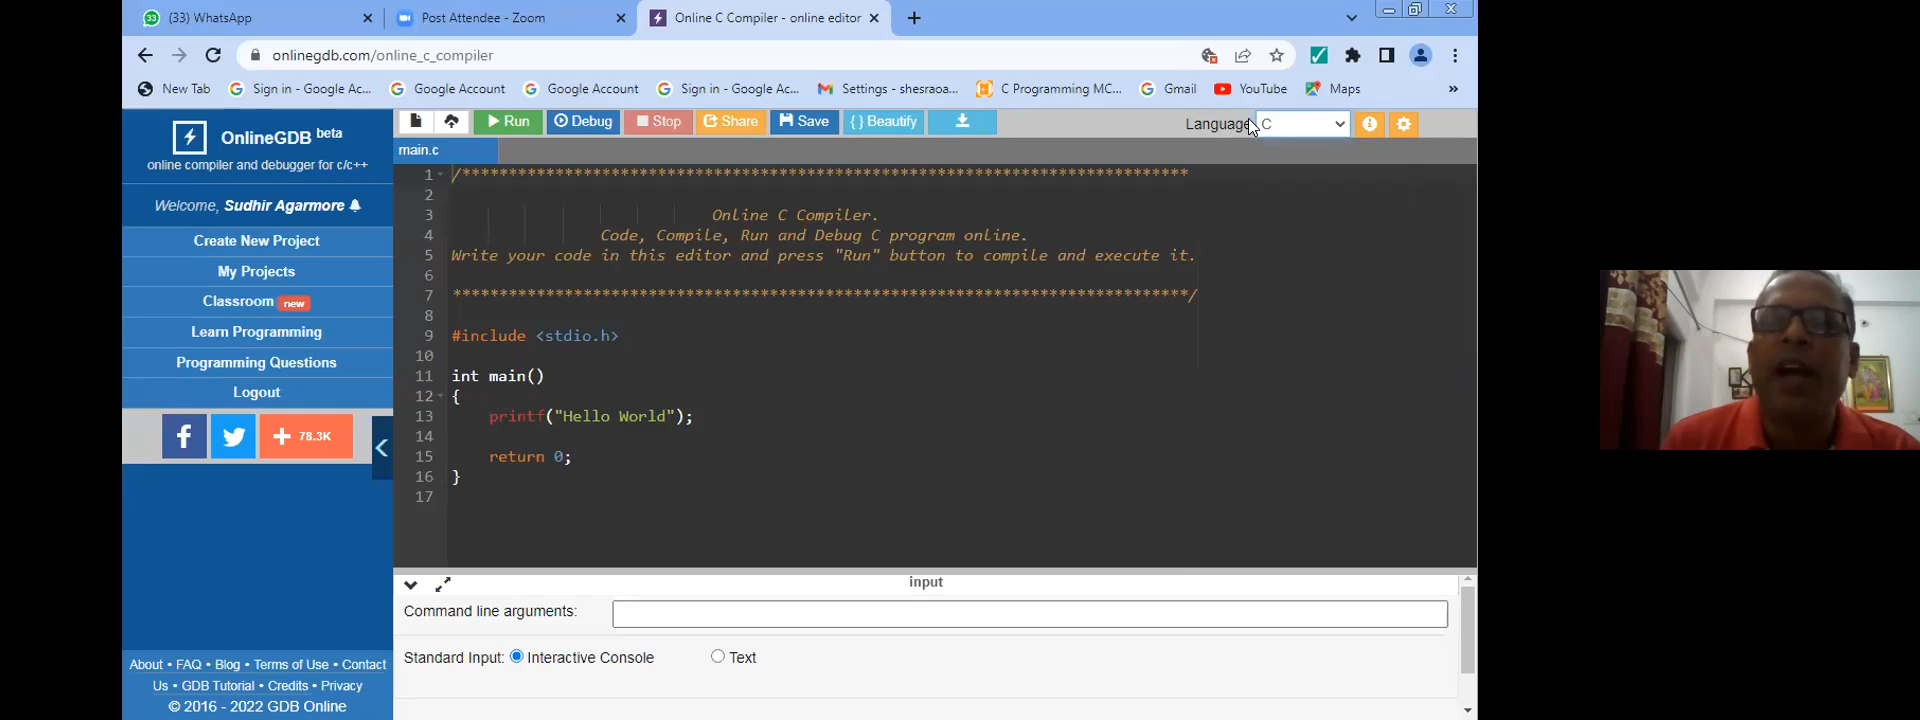 (33) WhatsApp
Post Attendee - Zoom
Online C Compiler - online editor
onlinegdb.com/online_c_compiler
New Tab
Sign in - Google Ac...
Google Account
Google Account
Sign in - Google Ac...
Settings - shesraoa...
C Programming MC...
Gmail
YouTube
Maps
»
OnlineGDB beta
online compiler and debugger for c/c++
Welcome, Sudhir Agarmore
Create New Project
My Projects
Classroom new
Learn Programming
Programming Questions
Logout
+ 78.3K
About • FAQ • Blog • Terms of Use • Contact
Us • GDB Tutorial • Credits • Privacy
© 2016 - 2022 GDB Online
Run
Debug
Stop
Share
Save
{ } Beautify
Language
C
main.c
1 /******************************************************************************
2
3 Online C Compiler.
4 Code, Compile, Run and Debug C program online.
5 Write your code in this editor and press "Run" button to compile and execute it.
6
7 *******************************************************************************/
8
9 #include <stdio.h>
10
11 int main()
12 {
13 printf("Hello World");
14
15 return 0;
16 }
17
input
Command line arguments:
Standard Input: Interactive Console Text